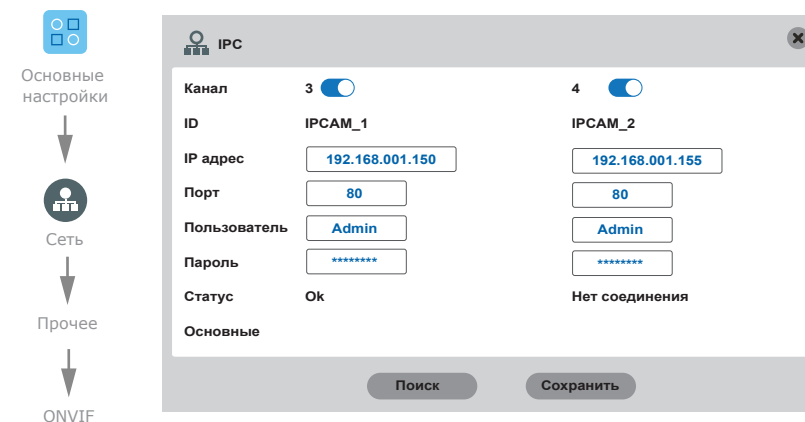 Основные
настройки
Сеть
Прочее
ONVIF
IPC
Канал 3 4
ID IPCAM_1 IPCAM_2
IP адрес 192.168.001.150 192.168.001.155
Порт 80 80
Пользователь Admin Admin
Пароль ******** ********
Статус Ok Нет соединения
Основные
Поиск Сохранить